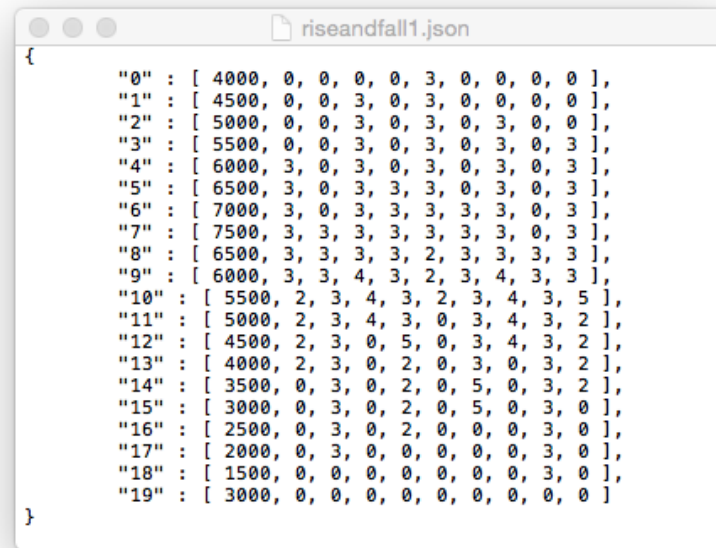 riseandfall1.json
{
"0" : [ 4000, 0, 0, 0, 0, 3, 0, 0, 0, 0 ],
"1" : [ 4500, 0, 0, 3, 0, 3, 0, 0, 0, 0 ],
"2" : [ 5000, 0, 0, 3, 0, 3, 0, 3, 0, 0 ],
"3" : [ 5500, 0, 0, 3, 0, 3, 0, 3, 0, 3 ],
"4" : [ 6000, 3, 0, 3, 0, 3, 0, 3, 0, 3 ],
"5" : [ 6500, 3, 0, 3, 3, 3, 0, 3, 0, 3 ],
"6" : [ 7000, 3, 0, 3, 3, 3, 3, 3, 0, 3 ],
"7" : [ 7500, 3, 3, 3, 3, 3, 3, 3, 0, 3 ],
"8" : [ 6500, 3, 3, 3, 3, 2, 3, 3, 3, 3 ],
"9" : [ 6000, 3, 3, 4, 3, 2, 3, 4, 3, 3 ],
"10" : [ 5500, 2, 3, 4, 3, 2, 3, 4, 3, 5 ],
"11" : [ 5000, 2, 3, 4, 3, 0, 3, 4, 3, 2 ],
"12" : [ 4500, 2, 3, 0, 5, 0, 3, 4, 3, 2 ],
"13" : [ 4000, 2, 3, 0, 2, 0, 3, 0, 3, 2 ],
"14" : [ 3500, 0, 3, 0, 2, 0, 5, 0, 3, 2 ],
"15" : [ 3000, 0, 3, 0, 2, 0, 5, 0, 3, 0 ],
"16" : [ 2500, 0, 3, 0, 2, 0, 0, 0, 3, 0 ],
"17" : [ 2000, 0, 3, 0, 0, 0, 0, 0, 3, 0 ],
"18" : [ 1500, 0, 0, 0, 0, 0, 0, 0, 3, 0 ],
"19" : [ 3000, 0, 0, 0, 0, 0, 0, 0, 0, 0 ]
}